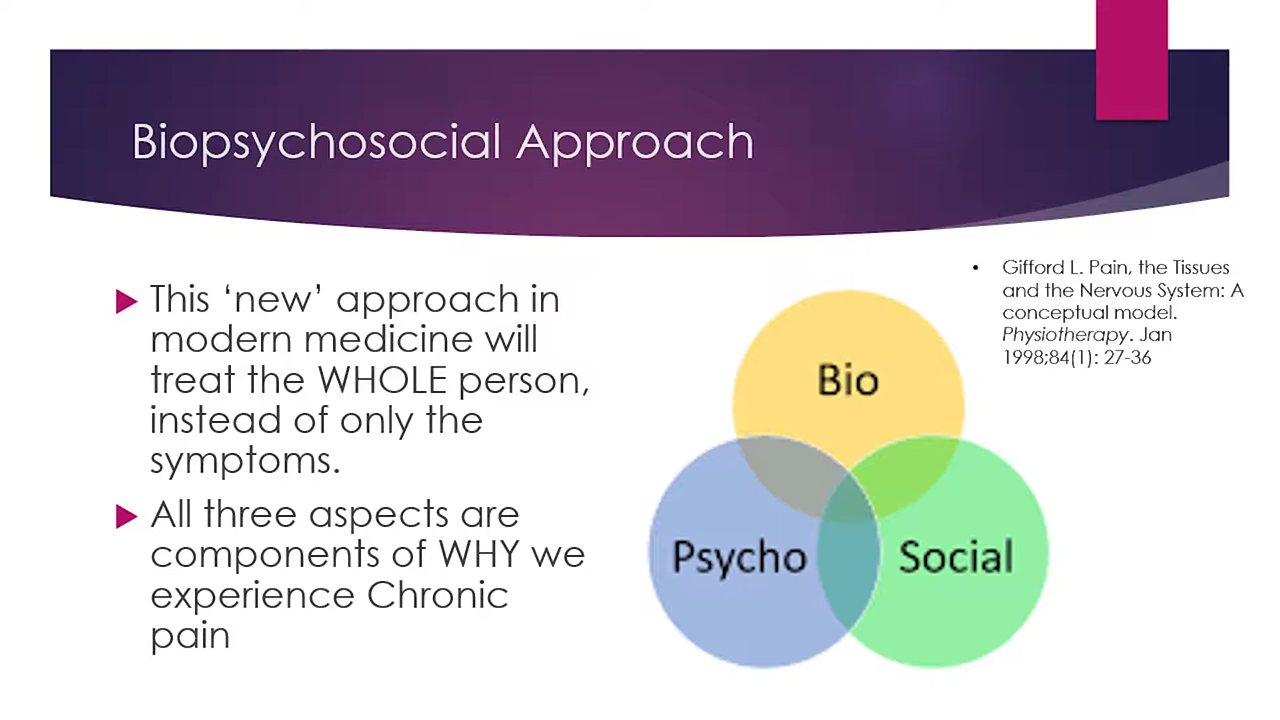 Biopsychosocial Approach
This ‘new’ approach in
modern medicine will
treat the WHOLE person,
instead of only the
symptoms.
All three aspects are
components of WHY we
experience Chronic
pain
• Gifford L. Pain, the Tissues
and the Nervous System: A
conceptual model.
Physiotherapy. Jan
1998;84(1): 27-36
Bio
Psycho
Social